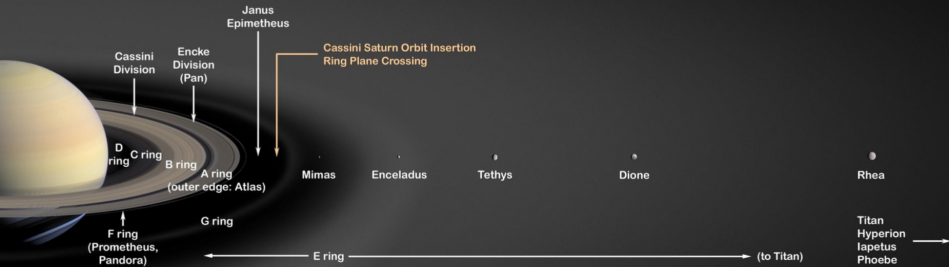 Janus
Epimetheus
Cassini Saturn Orbit Insertion
Ring Plane Crossing
Cassini
Division
Encke
Division
(Pan)
D
ring
C ring
B ring
A ring
(outer edge: Atlas)
Mimas
Enceladus
Tethys
Dione
Rhea
G ring
F ring
(Prometheus,
Pandora)
E ring
(to Titan)
Titan
Hyperion
Iapetus
Phoebe